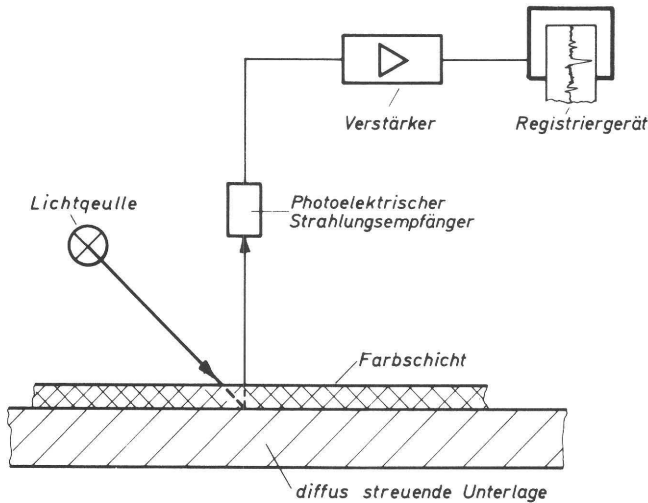 Verstärker
Registriergerät
Lichtqeulle
Photoelektrischer
Strahlungsempfänger
Farbschicht
diffus streuende Unterlage